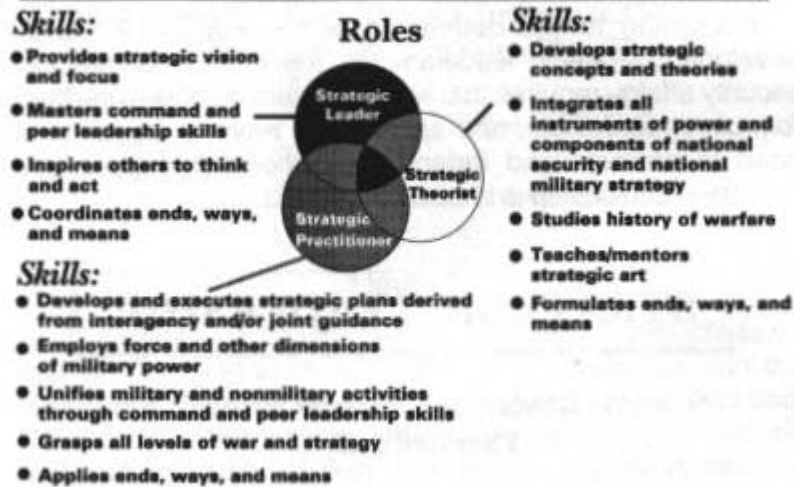 Skills:
● Provides strategic vision
and focus
● Masters command and
peer leadership skills
● Inspires others to think
and act
● Coordinates ends, ways,
and means
Roles
Strategic
Leader
Strategic
Theorist
Strategic
Practitioner
Skills:
● Develops strategic
concepts and theories
● Integrates all
instruments of power and
components of national
security and national
military strategy
● Studies history of warfare
● Teaches/mentors
strategic art
● Formulates ends, ways, and
means
Skills:
● Develops and executes strategic plans derived
from interagency and/or joint guidance
● Employs force and other dimensions
of military power
● Unifies military and nonmilitary activities
through command and peer leadership skills
● Grasps all levels of war and strategy
● Applies ends, ways, and means